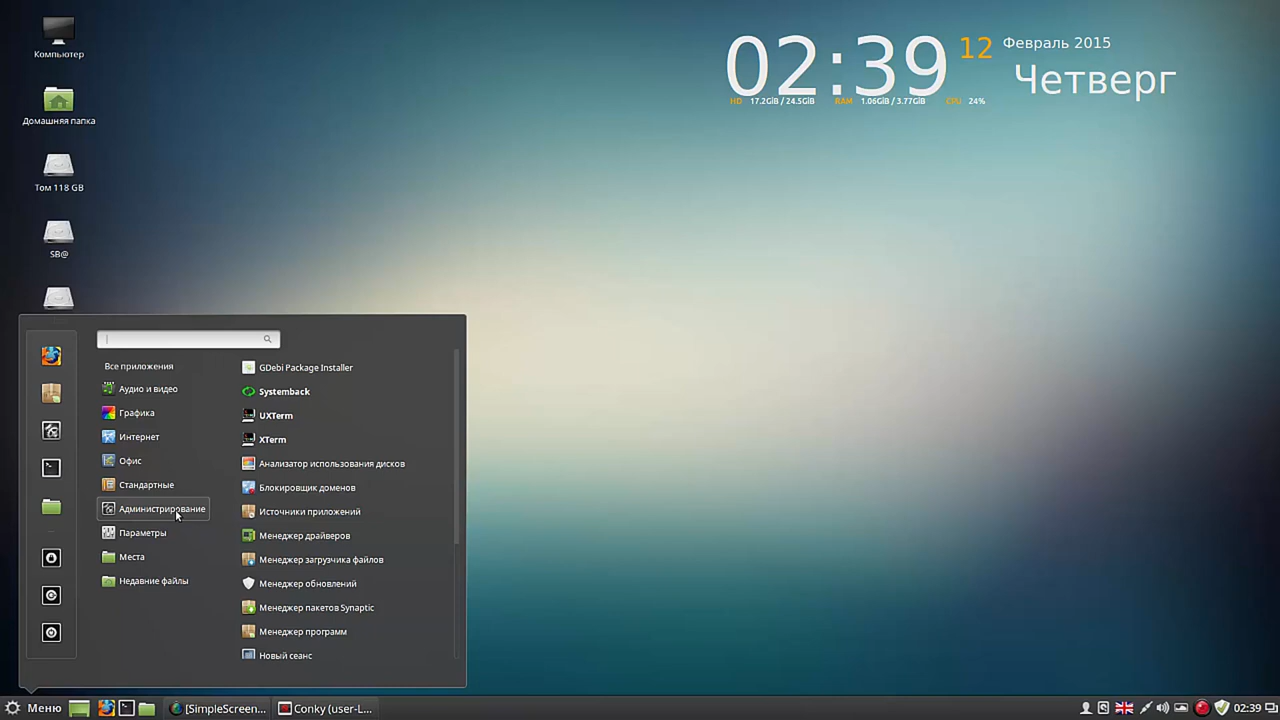 Компьютер
Домашняя папка
Том 118 GB
SB@
02:39
12
Февраль 2015
Четверг
HD 17.2GiB / 24.5GiB RAM 1.06GiB / 3.77GiB CPU 24%
Все приложения
Аудио и видео
Графика
Интернет
Офис
Стандартные
Администрирование
Параметры
Места
Недавние файлы
GDebi Package Installer
Systemback
UXTerm
XTerm
Анализатор использования дисков
Блокировщик доменов
Источники приложений
Менеджер драйверов
Менеджер загрузчика файлов
Менеджер обновлений
Менеджер пакетов Synaptic
Менеджер программ
Новый сеанс
Меню
[SimpleScreen...
Conky (user-L...
02:39